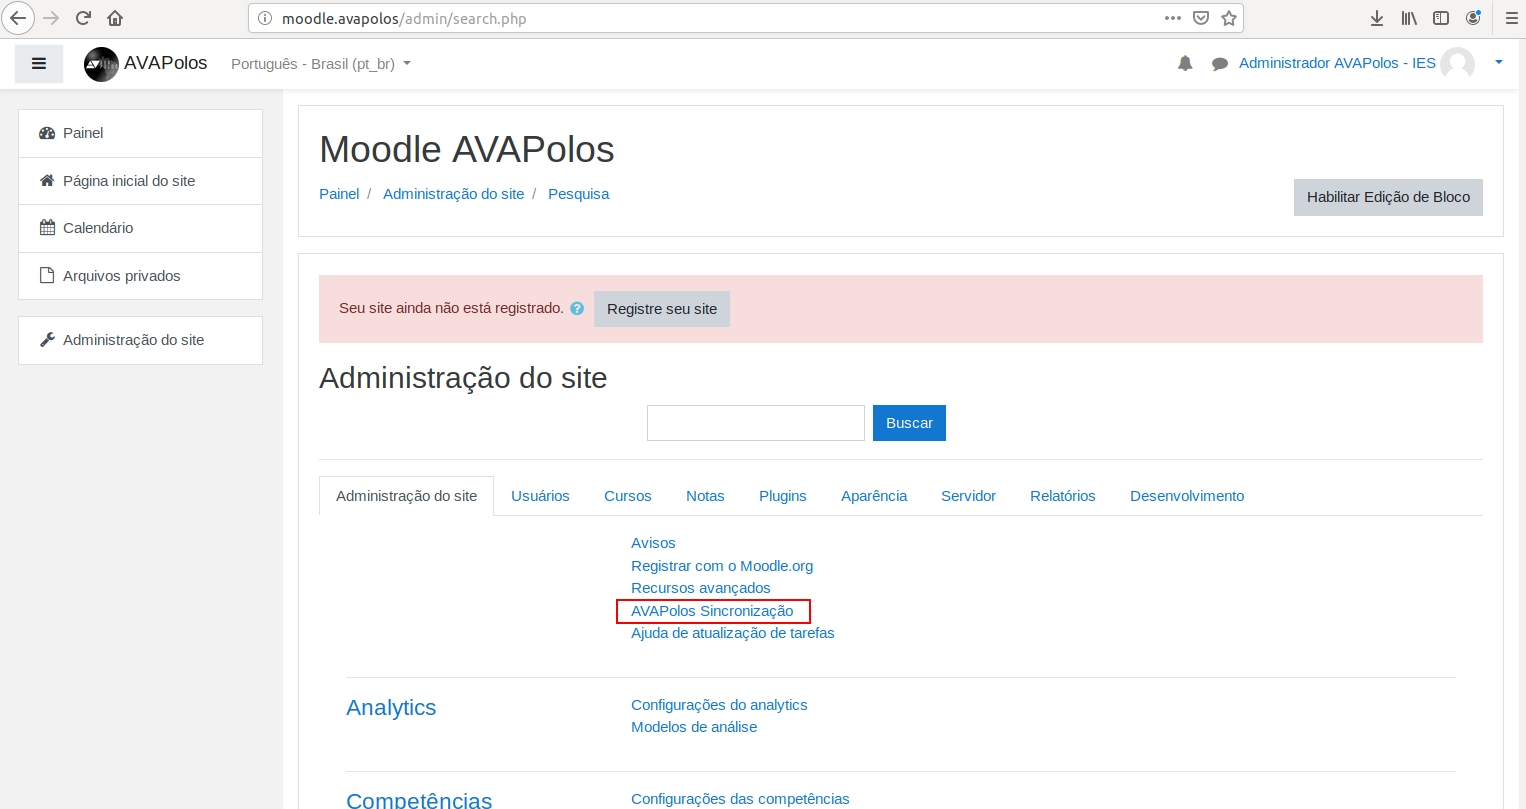 moodle.avapolos/admin/search.php
AVAPolos Português - Brasil (pt_br) Administrador AVAPolos - IES
Painel
Página inicial do site
Calendário
Arquivos privados
Administração do site
Moodle AVAPolos
Painel / Administração do site / Pesquisa
Habilitar Edição de Bloco
Seu site ainda não está registrado. ? Registre seu site
Administração do site
Buscar
Administração do site Usuários Cursos Notas Plugins Aparência Servidor Relatórios Desenvolvimento
Avisos
Registrar com o Moodle.org
Recursos avançados
AVAPolos Sincronização
Ajuda de atualização de tarefas
Analytics
Configurações do analytics
Modelos de análise
Competências
Configurações das competências